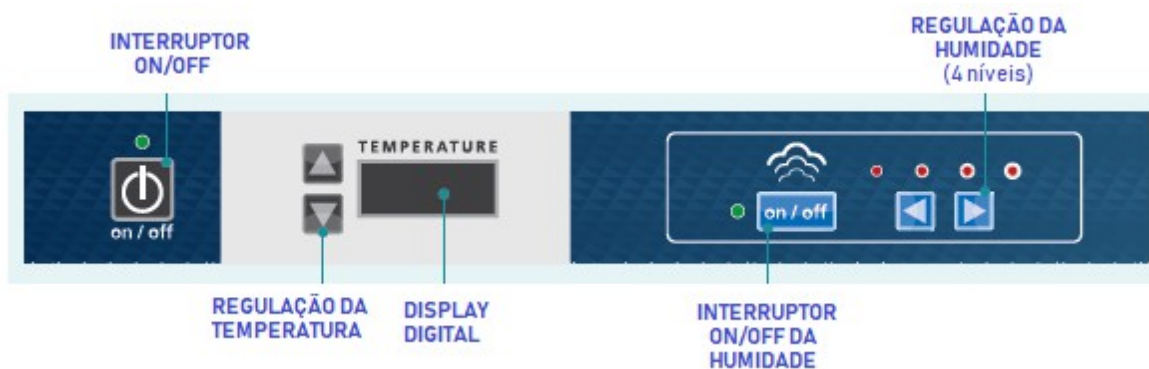 INTERRUPTOR
ON/OFF
REGULAÇÃO DA
HUMIDADE
(4 níveis)
TEMPERATURE
on / off
on / off
REGULAÇÃO DA
TEMPERATURA
DISPLAY
DIGITAL
INTERRUPTOR
ON/OFF DA
HUMIDADE